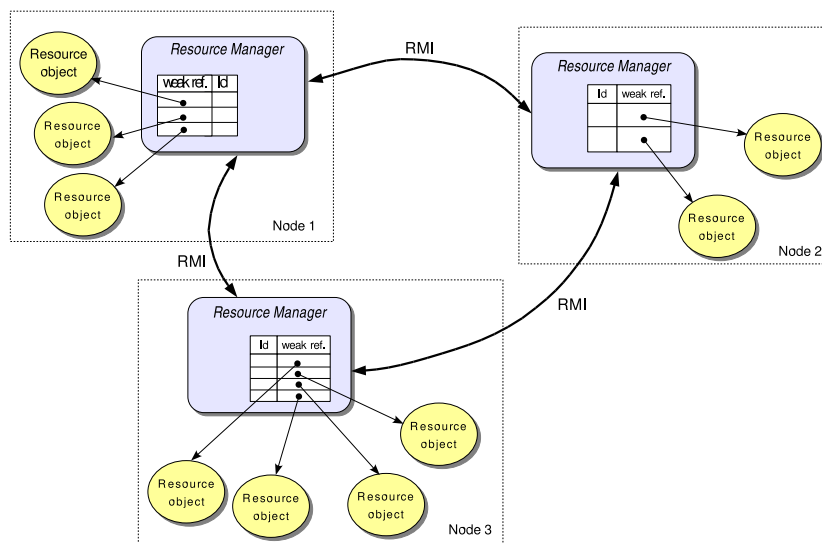 Resource Manager
weak ref. Id
Resource
object
Resource
object
Resource
object
Node 1
RMI
Resource Manager
Id weak ref.
Resource
object
Resource
object
Node 2
RMI
RMI
Resource Manager
Id weak ref.
Resource
object
Resource
object
Resource
object
Resource
object
Node 3